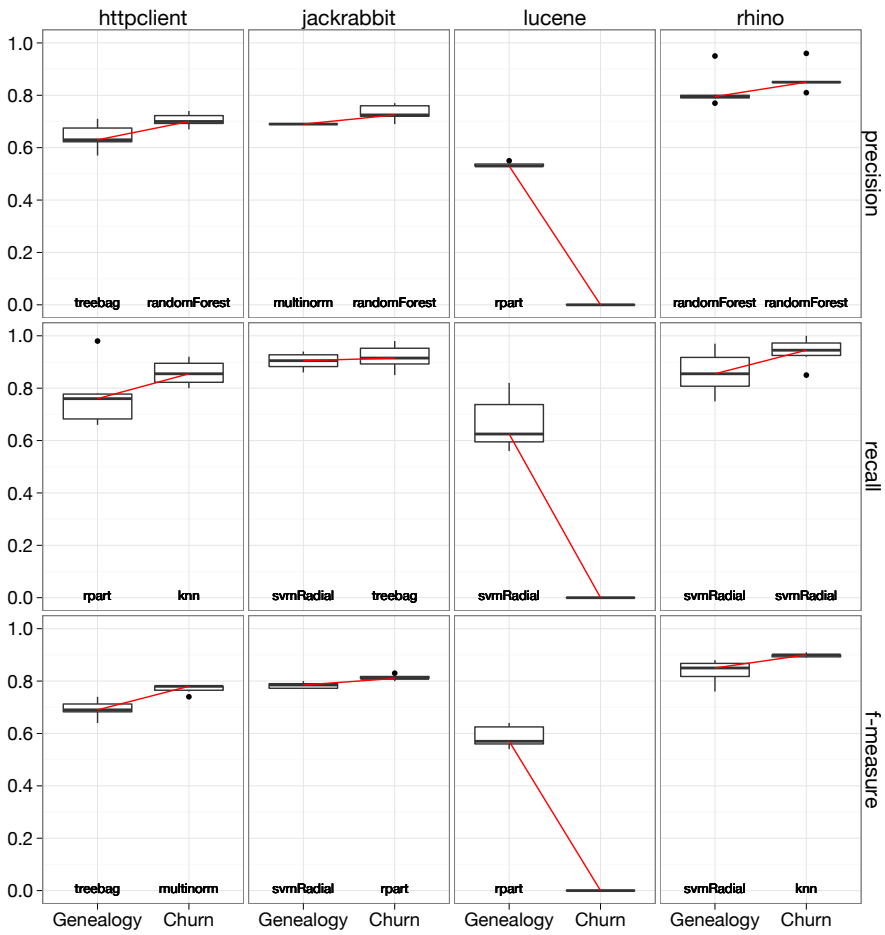 httpclient jackrabbit lucene rhino
1.0
0.8
0.6
0.4
0.2
0.0
treebag randomForest multinom randomForest rpart randomForest randomForest
precision
1.0
0.8
0.6
0.4
0.2
0.0
rpart knn svmRadial treebag svmRadial svmRadial svmRadial
recall
1.0
0.8
0.6
0.4
0.2
0.0
treebag multinom svmRadial rpart rpart svmRadial knn
f-measure
Genealogy Churn Genealogy Churn Genealogy Churn Genealogy Churn